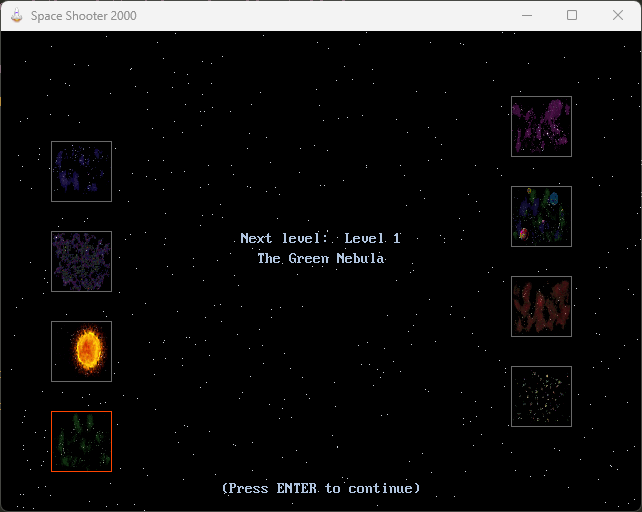 Space Shooter 2000
Next level: Level 1
The Green Nebula
(Press ENTER to continue)